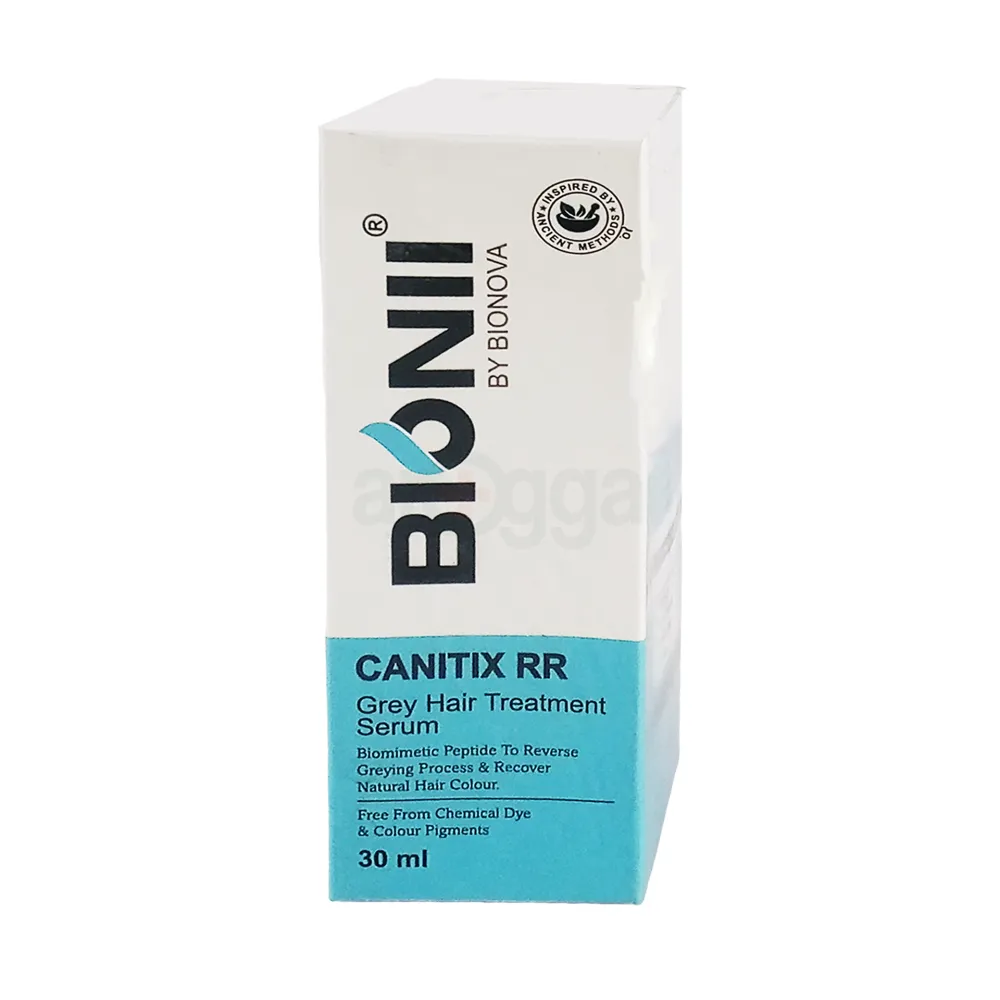 INSPIRED BY
ANCIENT METHODS
BIONII®
BY BIONOVA
CANITIX RR
Grey Hair Treatment
Serum
Biomimetic Peptide To Reverse
Greying Process & Recover
Natural Hair Colour.
Free From Chemical Dye
& Colour Pigments
30 ml